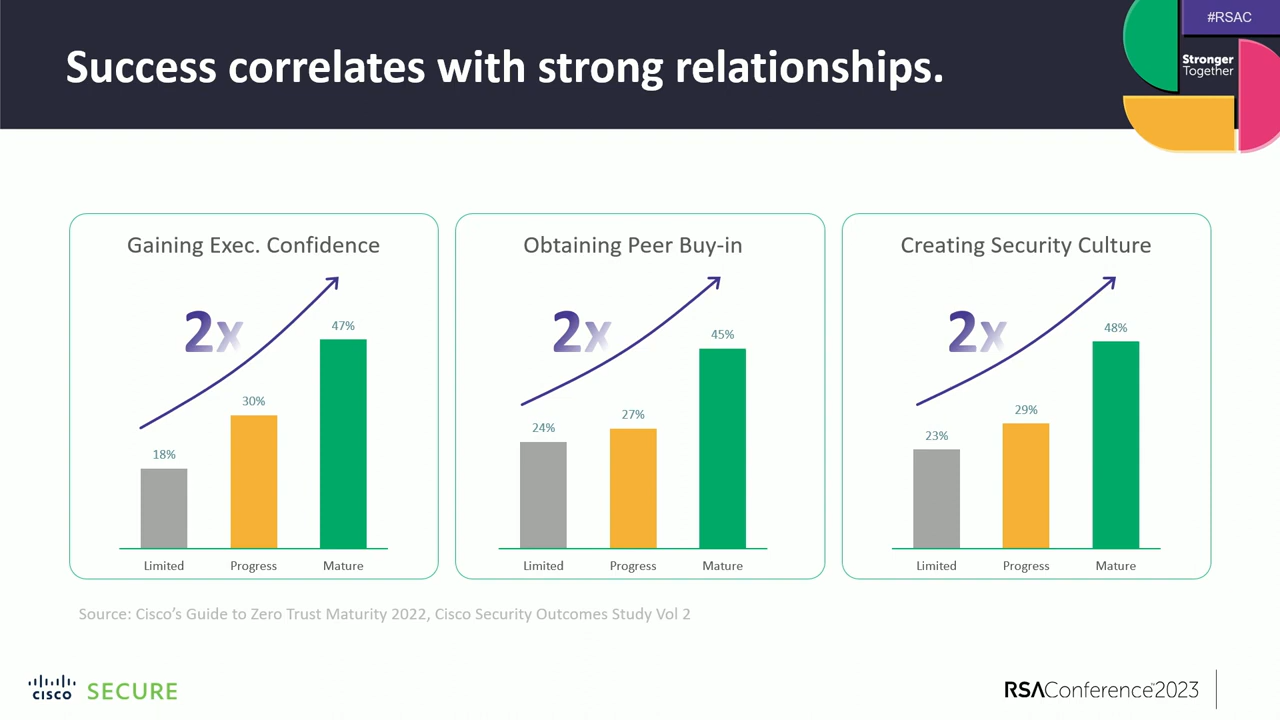 #RSAC
Success correlates with strong relationships.
Stronger
Together
Gaining Exec. Confidence
2x
18%
30%
47%
Limited
Progress
Mature
Obtaining Peer Buy-in
2x
24%
27%
45%
Limited
Progress
Mature
Creating Security Culture
2x
23%
29%
48%
Limited
Progress
Mature
Source: Cisco’s Guide to Zero Trust Maturity 2022, Cisco Security Outcomes Study Vol 2
CISCO SECURE
RSAConference™2023